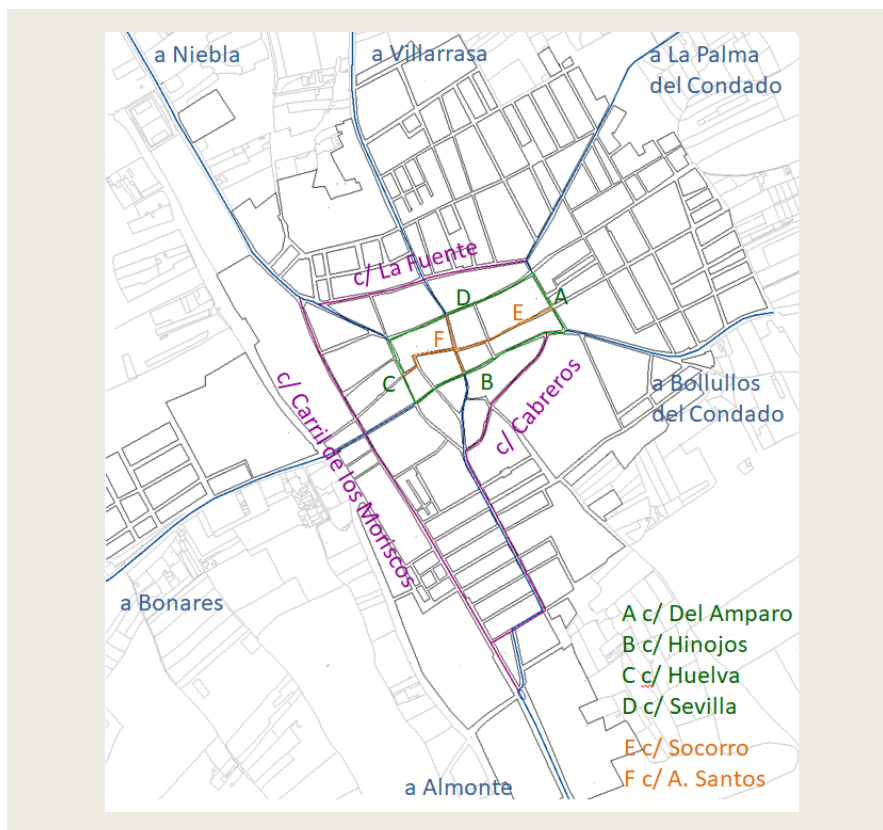 a Niebla
a Villarrasa
a La Palma
del Condado
c/ La Fuente
D
A
E
F
C
B
c/ Cabreros
c/ Carril de los Moriscos
a Bollullos
del Condado
a Bonares
A c/ Del Amparo
B c/ Hinojos
C c/ Huelva
D c/ Sevilla
E c/ Socorro
F c/ A. Santos
a Almonte